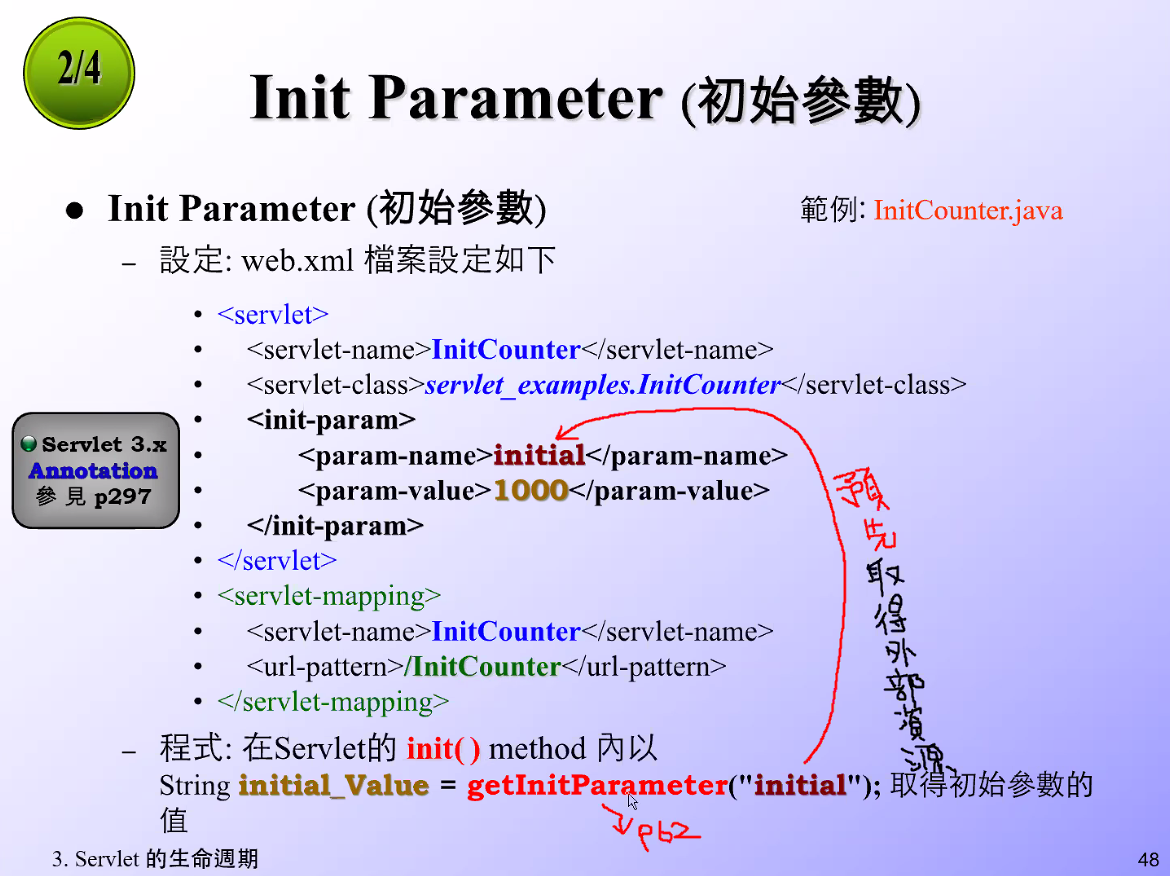 2/4
Init Parameter (初始參數)
● Init Parameter (初始參數)
範例: InitCounter.java
– 設定: web.xml 檔案設定如下
• <servlet>
• <servlet-name>InitCounter</servlet-name>
• <servlet-class>servlet_examples.InitCounter</servlet-class>
• <init-param>
• <param-name>initial</param-name>
• <param-value>1000</param-value>
• </init-param>
• </servlet>
• <servlet-mapping>
• <servlet-name>InitCounter</servlet-name>
• <url-pattern>/InitCounter</url-pattern>
• </servlet-mapping>
Servlet 3.x
Annotation
參 見 p297
預
先
取
得
外
部
資
源
– 程式: 在Servlet的 init( ) method 內以
String initial_Value = getInitParameter("initial"); 取得初始參數的
值
pb2
3. Servlet 的生命週期
48